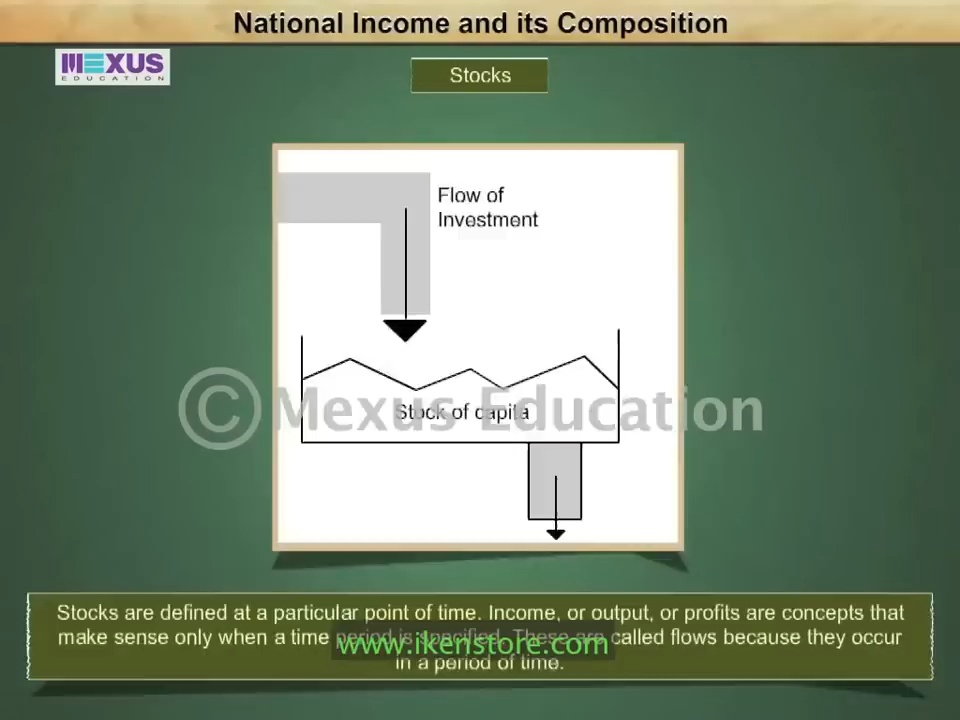 National Income and its Composition
MEXUS
EDUCATION
Stocks
Flow of
Investment
Stock of capita
© Mexus Education
Stocks are defined at a particular point of time. Income, or output, or profits are concepts that
make sense only when a time period is specified. These are called flows because they occur
www.ikenstore.com
in a period of time.